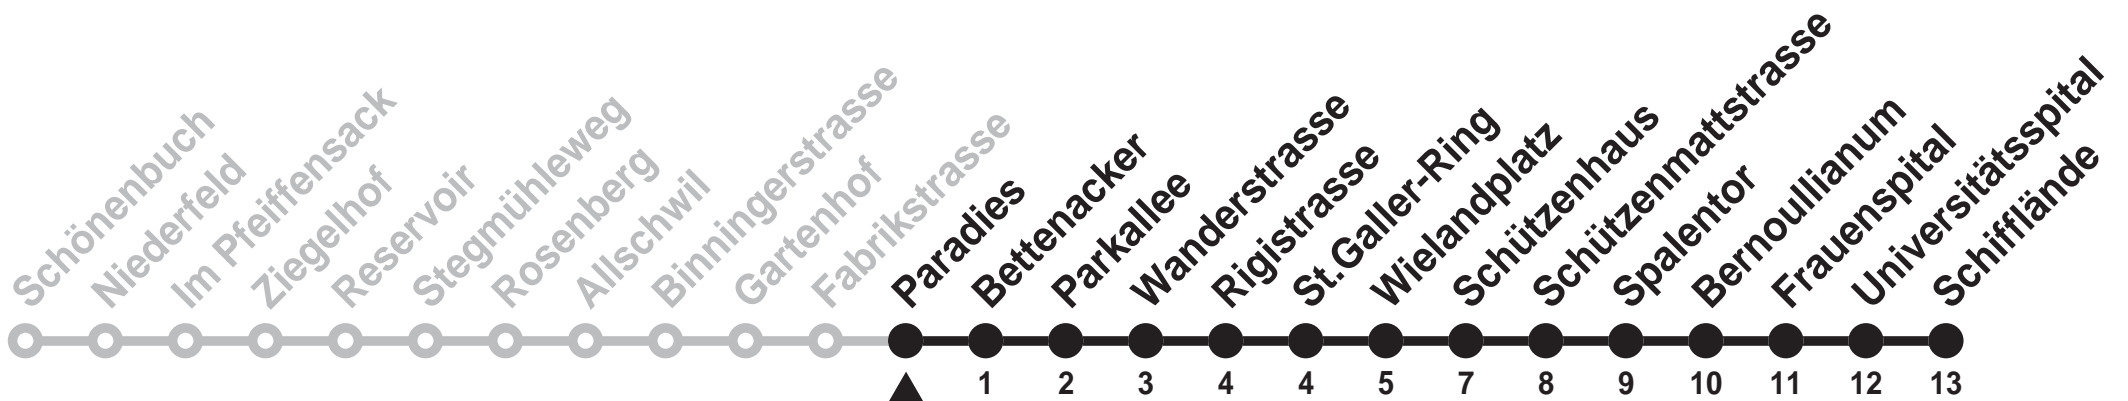 Schönenbuch
Niederfeld
Im Pfeiffensack
Ziegelhof
Reservoir
Stegmühleweg
Rosenberg
Allschwil
Binningerstrasse
Gartenhof
Fabrikstrasse
Paradies
Bettenacker
Parkallee
Wanderstrasse
Rigistrasse
St.Galler-Ring
Wielandplatz
Schützenhaus
Schützenmattstrasse
Spalentor
Bernoullianum
Frauenspital
Universitätsspital
Schifflände
1 2 3 4 4 5 7 8 9 10 11 12 13